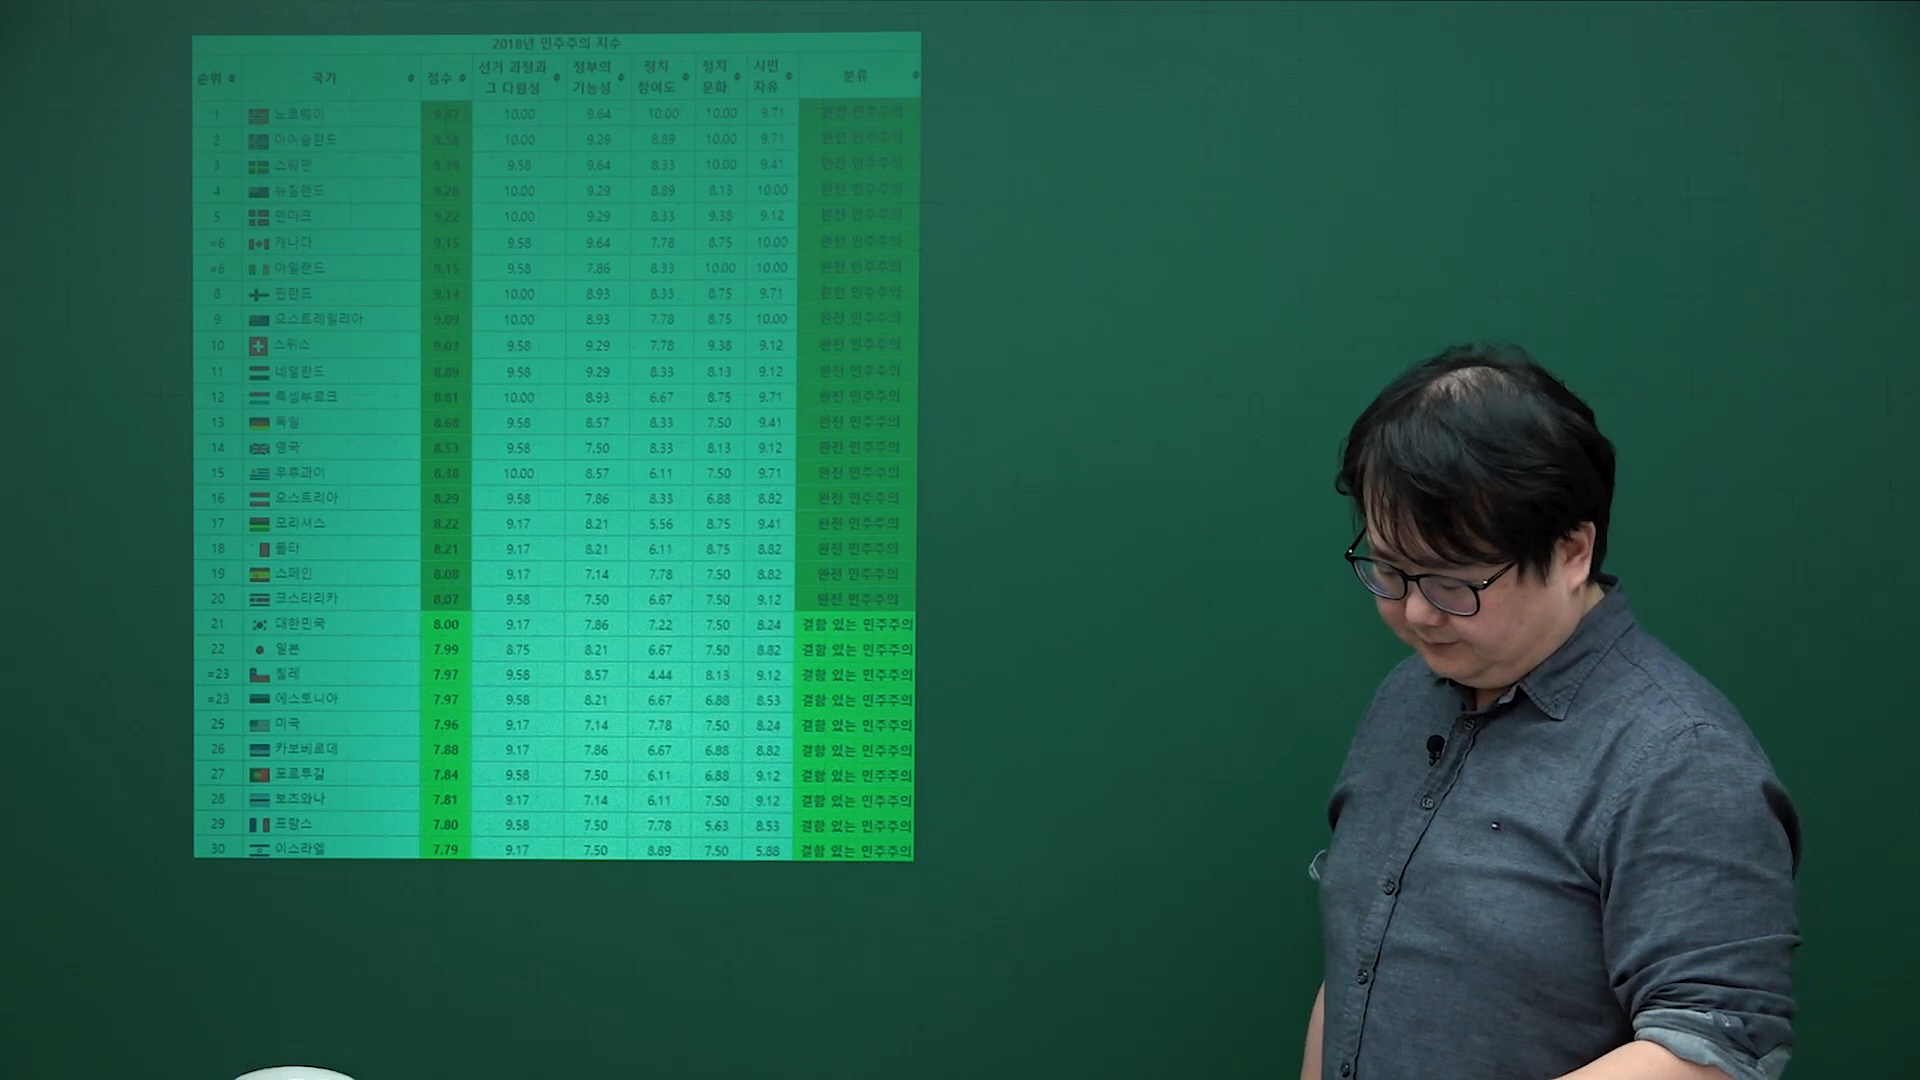 2018년 민주주의 지수
순위 국가 점수 선거 과정과 그 다원성 정부의 기능성 정치 참여도 정치 문화 시민 자유 분류
1 노르웨이 9.87 10.00 9.64 10.00 10.00 9.71 완전 민주주의
2 아이슬란드 9.58 10.00 9.29 8.89 10.00 9.71 완전 민주주의
3 스웨덴 9.39 9.58 9.64 8.33 10.00 9.41 완전 민주주의
4 뉴질랜드 9.26 10.00 9.29 8.89 8.13 10.00 완전 민주주의
5 덴마크 9.22 10.00 9.29 8.33 9.38 9.12 완전 민주주의
=6 캐나다 9.15 9.58 9.64 7.78 8.75 10.00 완전 민주주의
=6 아일랜드 9.15 9.58 7.86 8.33 10.00 10.00 완전 민주주의
8 핀란드 9.14 10.00 8.93 8.33 8.75 9.71 완전 민주주의
9 오스트레일리아 9.09 10.00 8.93 7.78 8.75 10.00 완전 민주주의
10 스위스 9.03 9.58 9.29 7.78 9.38 9.12 완전 민주주의
11 네덜란드 8.89 9.58 9.29 8.33 8.13 9.12 완전 민주주의
12 룩셈부르크 8.81 10.00 8.93 6.67 8.75 9.71 완전 민주주의
13 독일 8.68 9.58 8.57 8.33 7.50 9.41 완전 민주주의
14 영국 8.53 9.58 7.50 8.33 8.13 9.12 완전 민주주의
15 우루과이 8.38 10.00 8.57 6.11 7.50 9.71 완전 민주주의
16 오스트리아 8.29 9.58 7.86 8.33 6.88 8.82 완전 민주주의
17 모리셔스 8.22 9.17 8.21 5.56 8.75 9.41 완전 민주주의
18 몰타 8.21 9.17 8.21 6.11 8.75 8.82 완전 민주주의
19 스페인 8.08 9.17 7.14 7.78 7.50 8.82 완전 민주주의
20 코스타리카 8.07 9.58 7.50 6.67 7.50 9.12 완전 민주주의
21 대한민국 8.00 9.17 7.86 7.22 7.50 8.24 결함 있는 민주주의
22 일본 7.99 8.75 8.21 6.67 7.50 8.82 결함 있는 민주주의
=23 칠레 7.97 9.58 8.57 4.44 8.13 9.12 결함 있는 민주주의
=23 에스토니아 7.97 9.58 8.21 6.67 6.88 8.53 결함 있는 민주주의
25 미국 7.96 9.17 7.14 7.78 7.50 8.24 결함 있는 민주주의
26 카보베르데 7.88 9.17 7.86 6.67 6.88 8.82 결함 있는 민주주의
27 포르투갈 7.84 9.58 7.50 6.11 6.88 9.12 결함 있는 민주주의
28 보츠와나 7.81 9.17 7.14 6.11 7.50 9.12 결함 있는 민주주의
29 프랑스 7.80 9.58 7.50 7.78 5.63 8.53 결함 있는 민주주의
30 이스라엘 7.79 9.17 7.50 8.89 7.50 5.88 결함 있는 민주주의